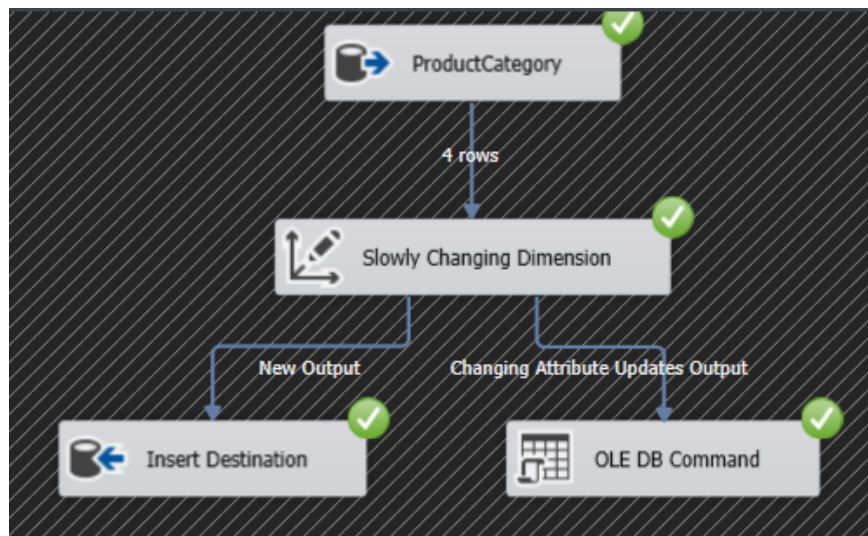 ProductCategory
4 rows
Slowly Changing Dimension
New Output
Changing Attribute Updates Output
Insert Destination
OLE DB Command